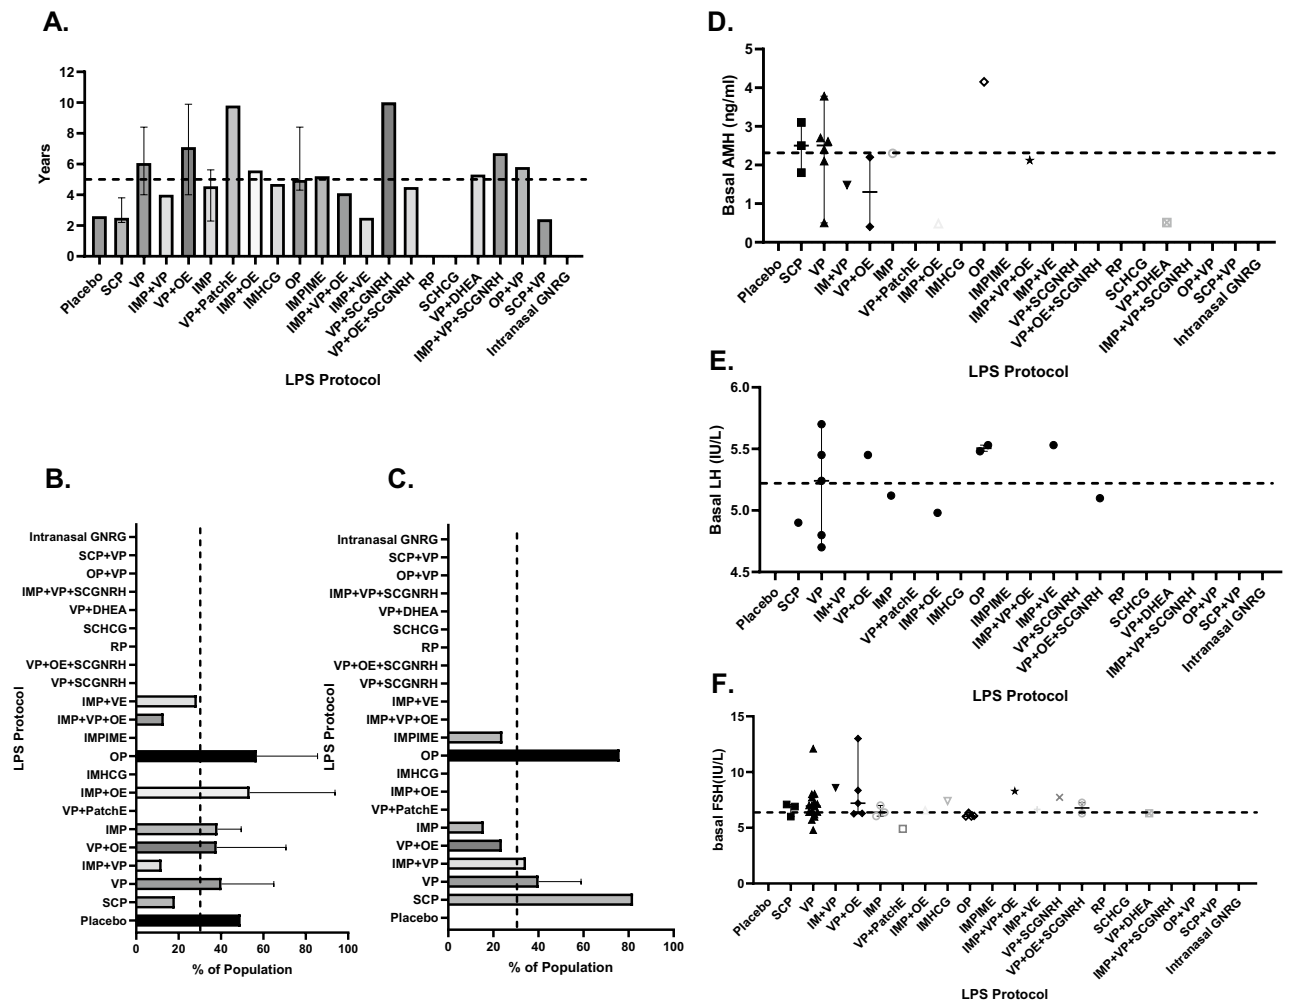 A.
Years
12
10
8
6
4
2
0
Placebo
SCP
VP
IMP+VP
VP+OE
IMP
VP+PatchE
IMP+OE
IMHCG
OP
IMPIME
IMP+VP+OE
IMP+VE
VP+SCGNRH
VP+OE+SCGNRH
RP
SCHCG
VP+DHEA
IMP+VP+SCGNRH
OP+VP
SCP+VP
Intranasal GNRG
LPS Protocol
B.
LPS Protocol
Intranasal GNRG
SCP+VP
OP+VP
IMP+VP+SCGNRH
VP+DHEA
SCHCG
RP
VP+OE+SCGNRH
VP+SCGNRH
IMP+VE
IMP+VP+OE
IMPIME
OP
IMHCG
IMP+OE
VP+PatchE
IMP
VP+OE
IMP+VP
VP
SCP
Placebo
0 20 40 60 80 100
% of Population
C.
LPS Protocol
Intranasal GNRG
SCP+VP
OP+VP
IMP+VP+SCGNRH
VP+DHEA
SCHCG
RP
VP+OE+SCGNRH
VP+SCGNRH
IMP+VE
IMP+VP+OE
IMPIME
OP
IMHCG
IMP+OE
VP+PatchE
IMP
VP+OE
IMP+VP
VP
SCP
Placebo
0 20 40 60 80 100
% of Population
D.
Basal AMH (ng/ml)
5
4
3
2
1
0
Placebo
SCP
VP
IM+VP
VP+OE
IMP
VP+PatchE
IMP+OE
IMHCG
OP
IMPIME
IMP+VP+OE
IMP+VE
VP+SCGNRH
VP+OE+SCGNRH
RP
SCHCG
VP+DHEA
IMP+VP+SCGNRH
OP+VP
SCP+VP
Intranasal GNRG
LPS Protocol
E.
Basal LH (IU/L)
6.0
5.5
5.0
4.5
Placebo
SCP
VP
IM+VP
VP+OE
IMP
VP+PatchE
IMP+OE
IMHCG
OP
IMPIME
IMP+VP+OE
IMP+VE
VP+SCGNRH
VP+OE+SCGNRH
RP
SCHCG
VP+DHEA
IMP+VP+SCGNRH
OP+VP
SCP+VP
Intranasal GNRG
LPS Protocol
F.
basal FSH(IU/L)
15
10
5
0
Placebo
SCP
VP
IM+VP
VP+OE
IMP
VP+PatchE
IMP+OE
IMHCG
OP
IMPIME
IMP+VP+OE
IMP+VE
VP+SCGNRH
VP+OE+SCGNRH
RP
SCHCG
VP+DHEA
IMP+VP+SCGNRH
OP+VP
SCP+VP
Intranasal GNRG
LPS Protocol